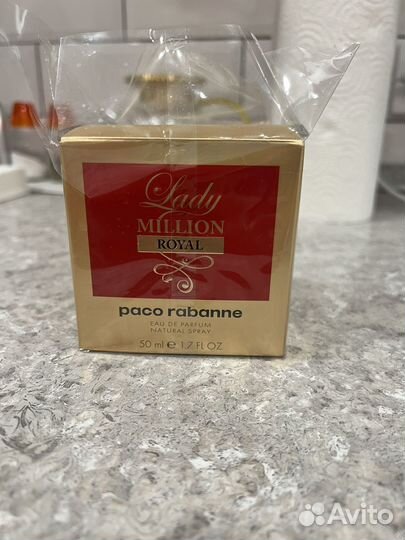 Lady
MILLION
ROYAL
paco rabanne
EAU DE PARFUM
NATURAL SPRAY
50 ml e 1.7 FL OZ
Avito